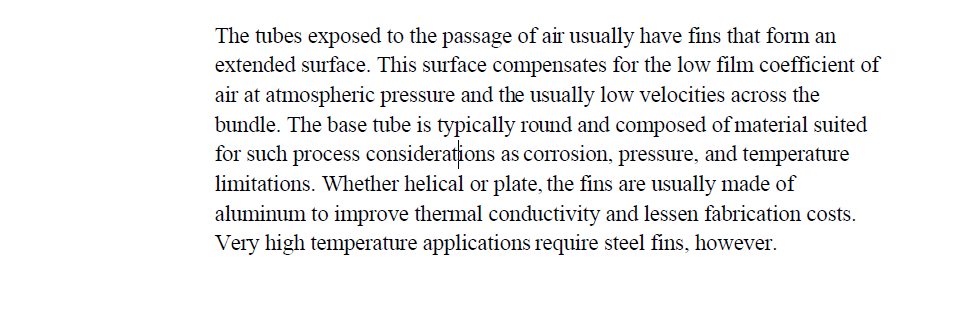 The tubes exposed to the passage of air usually have fins that form an
extended surface. This surface compensates for the low film coefficient of
air at atmospheric pressure and the usually low velocities across the
bundle. The base tube is typically round and composed of material suited
for such process considerations as corrosion, pressure, and temperature
limitations. Whether helical or plate, the fins are usually made of
aluminum to improve thermal conductivity and lessen fabrication costs.
Very high temperature applications require steel fins, however.